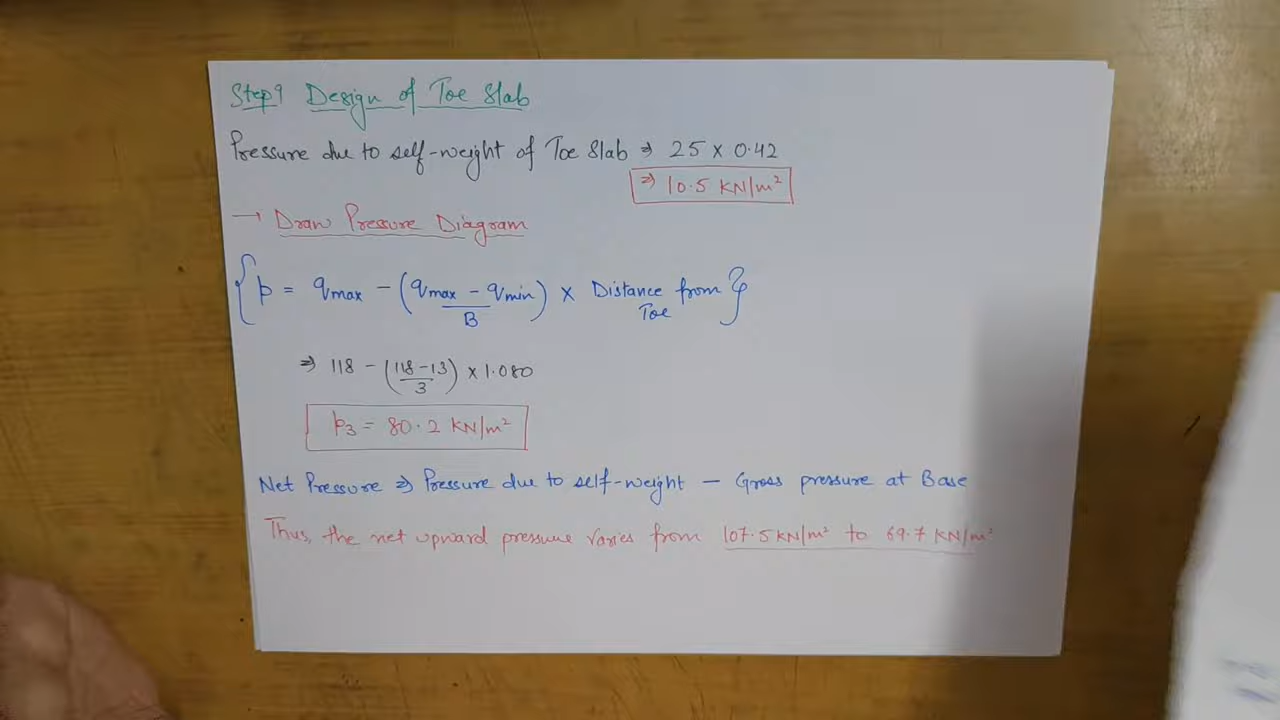 Step 9 Design of Toe Slab
Pressure due to self-weight of Toe Slab ⇒ 25 × 0.42
⇒ 10.5 KN/m²
→ Draw Pressure Diagram
{ p = qmax - (qmax - qmin / B) × Distance from Toe }
⇒ 118 - (118-13 / 3) × 1.080
p3 = 80.2 KN/m²
Net Pressure ⇒ Pressure due to self-weight - Gross pressure at Base
Thus, the net upward pressure varies from 107.5 KN/m² to 69.7 KN/m²